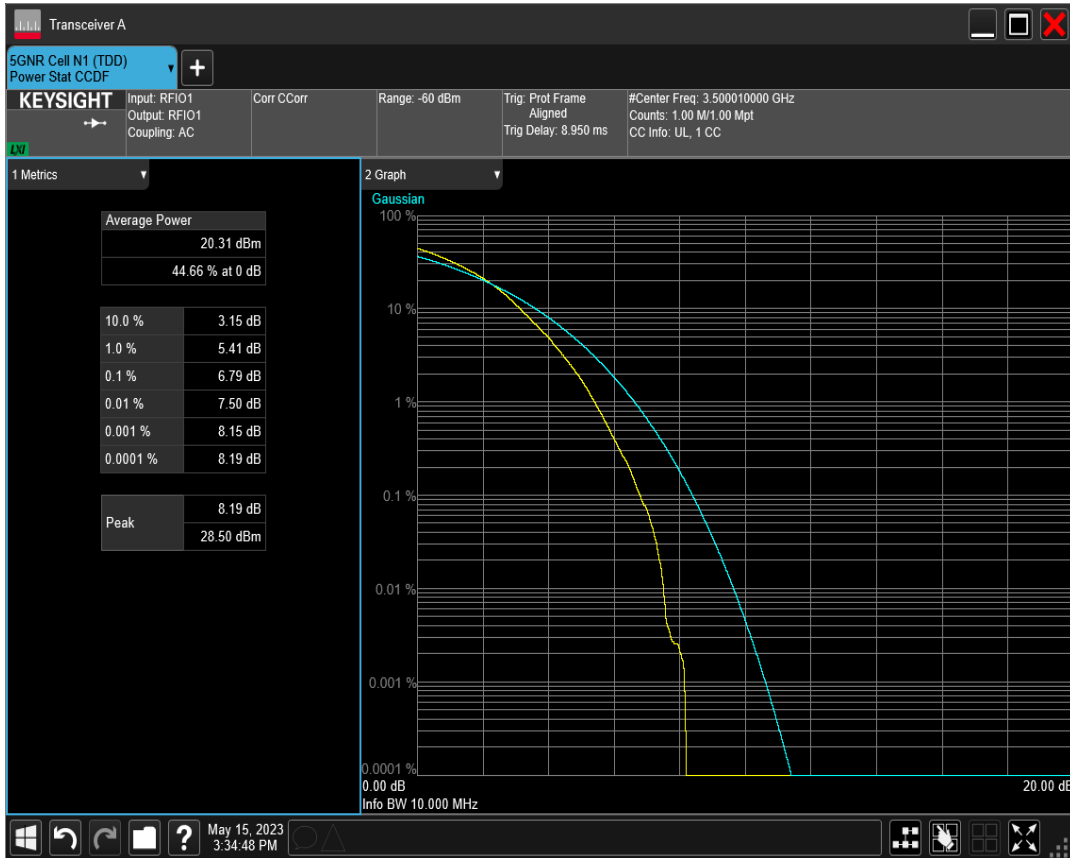 Transceiver A
5GNR Cell N1 (TDD)
Power Stat CCDF
+
KEYSIGHT
LXI
Input: RFIO1
Output: RFIO1
Coupling: AC
Corr CCorr
Range: -60 dBm
Trig: Prot Frame
Aligned
Trig Delay: 8.950 ms
#Center Freq: 3.500010000 GHz
Counts: 1.00 M/1.00 Mpt
CC Info: UL, 1 CC
1 Metrics
Average Power
20.31 dBm
44.66 % at 0 dB
10.0 % 3.15 dB
1.0 % 5.41 dB
0.1 % 6.79 dB
0.01 % 7.50 dB
0.001 % 8.15 dB
0.0001 % 8.19 dB
Peak
8.19 dB
28.50 dBm
2 Graph
Gaussian
100 %
10 %
1 %
0.1 %
0.01 %
0.001 %
0.0001 %
0.00 dB 20.00 dB
Info BW 10.000 MHz
?
May 15, 2023
3:34:48 PM